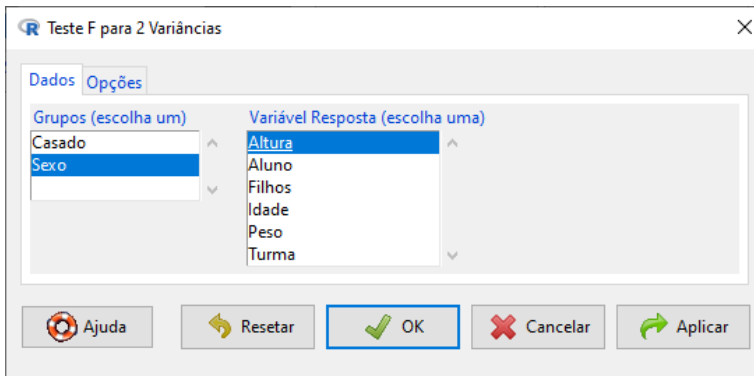 Teste F para 2 Variâncias
Dados Opções
Grupos (escolha um) Variável Resposta (escolha uma)
Casado Altura
Sexo Aluno
Filhos
Idade
Peso
Turma
Ajuda Resetar OK Cancelar Aplicar